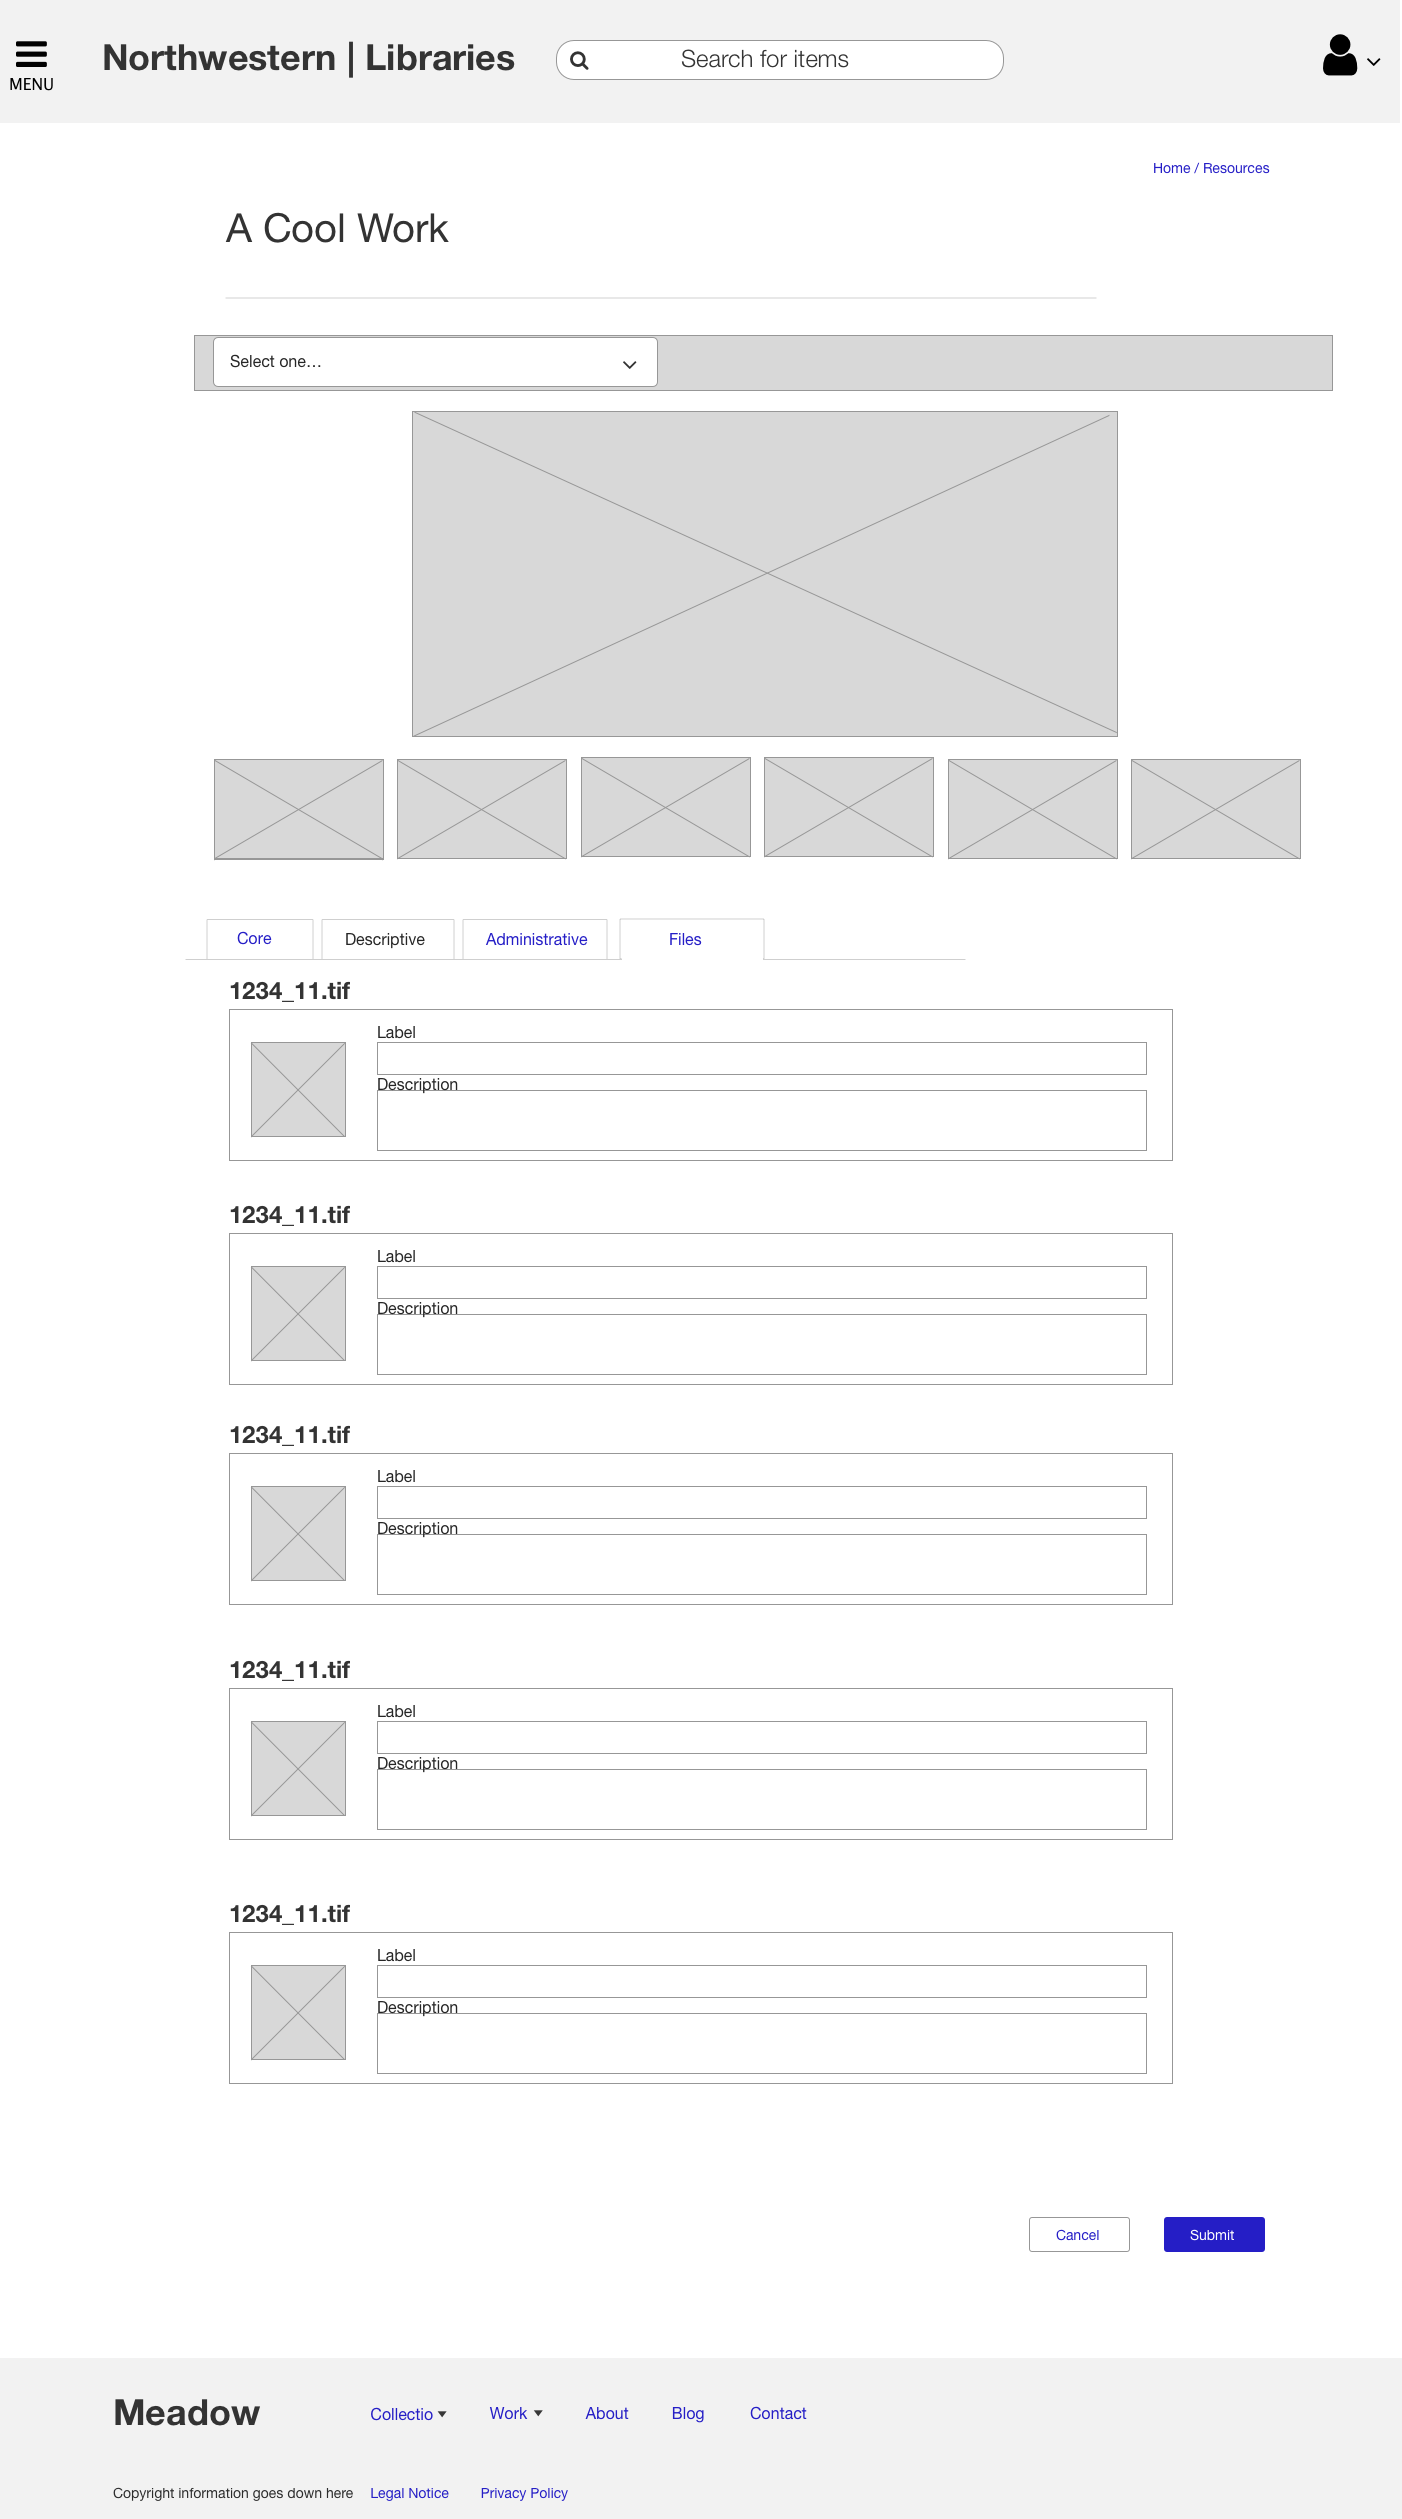 MENU
Northwestern | Libraries
Search for items
Home / Resources
A Cool Work
Select one...
Core Descriptive Administrative Files
1234_11.tif
Label
Description
1234_11.tif
Label
Description
1234_11.tif
Label
Description
1234_11.tif
Label
Description
1234_11.tif
Label
Description
Cancel Submit
Meadow Collectio Work About Blog Contact
Copyright information goes down here Legal Notice Privacy Policy